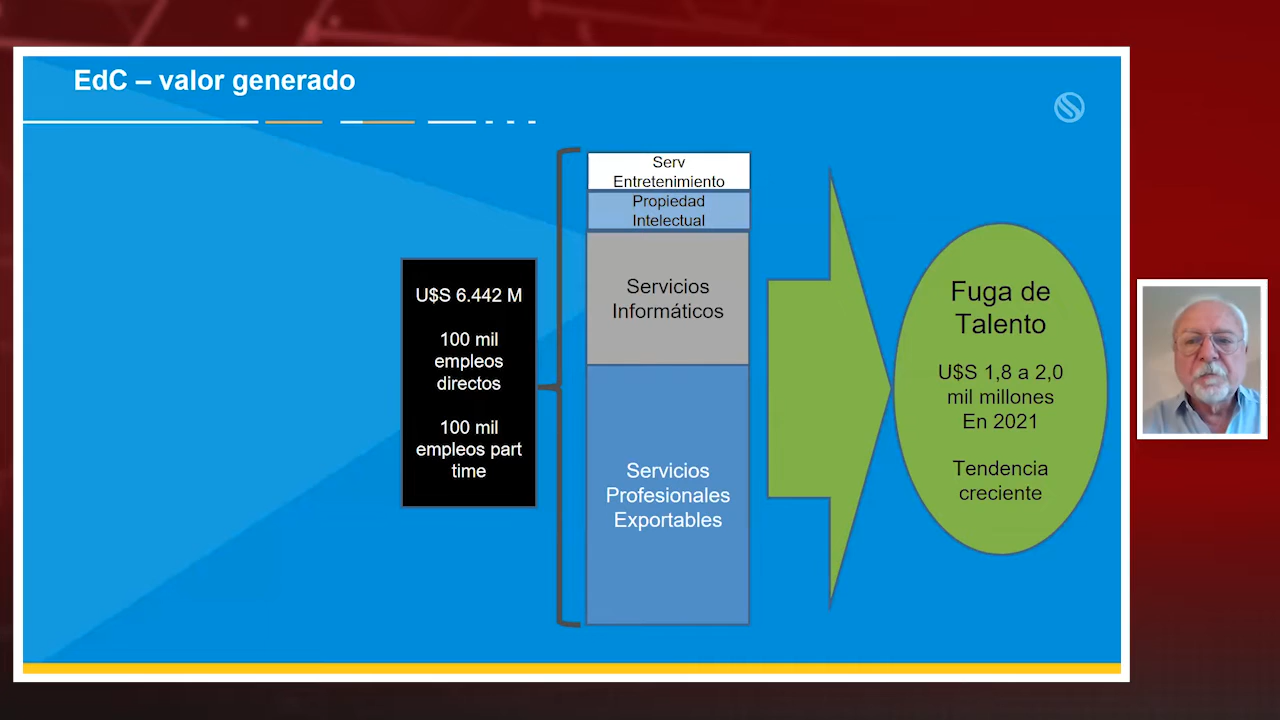 EdC – valor generado
Serv
Entretenimiento
Propiedad
Intelectual
Servicios
Informáticos
Servicios
Profesionales
Exportables
U$S 6.442 M
100 mil
empleos
directos
100 mil
empleos part
time
Fuga de
Talento
U$S 1,8 a 2,0
mil millones
En 2021
Tendencia
creciente